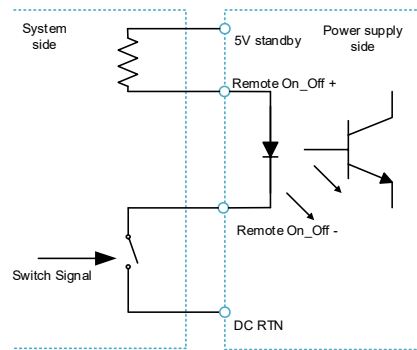 System
side
5V standby
Power supply
side
Remote On_Off +
Remote On_Off -
Switch Signal
DC RTN